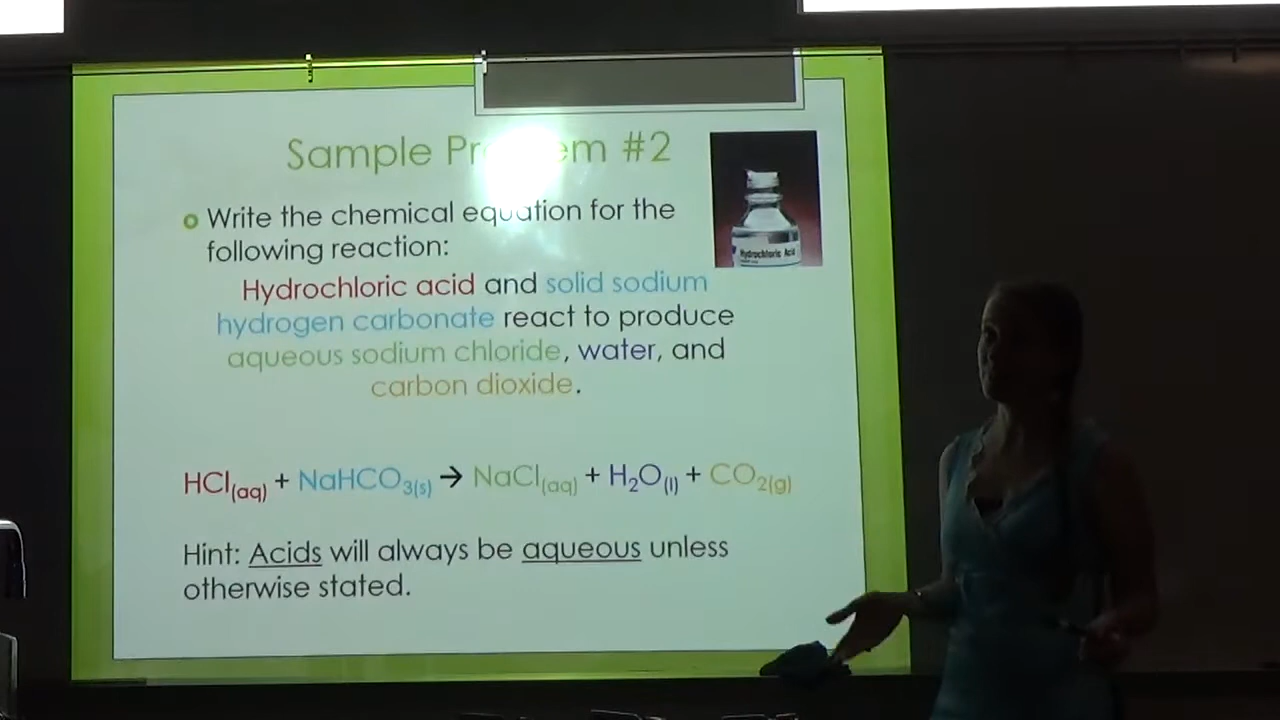 Sample Problem #2
Write the chemical equation for the
following reaction:
Hydrochloric acid and solid sodium
hydrogen carbonate react to produce
aqueous sodium chloride, water, and
carbon dioxide.
HCl(aq) + NaHCO3(s) → NaCl(aq) + H2O(l) + CO2(g)
Hint: Acids will always be aqueous unless
otherwise stated.
Hydrochloric Acid